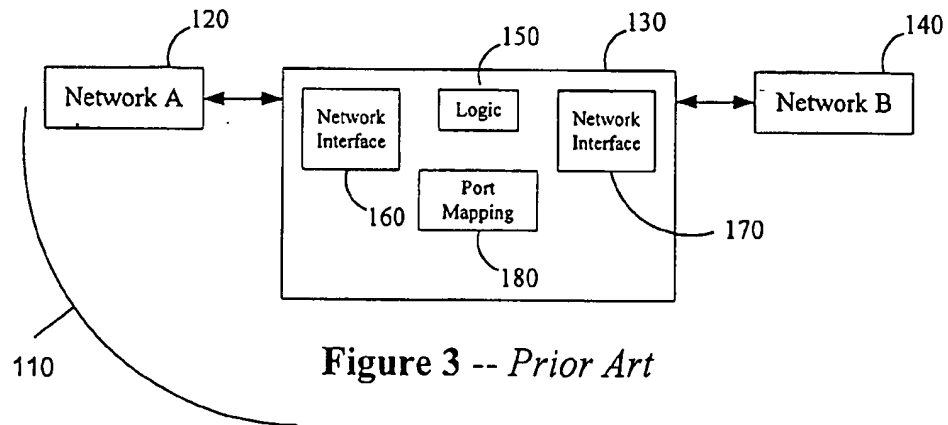 120
130
140
150
Network A
Network B
Network
Interface
Logic
Network
Interface
Port
Mapping
160
170
180
110
Figure 3 -- Prior Art